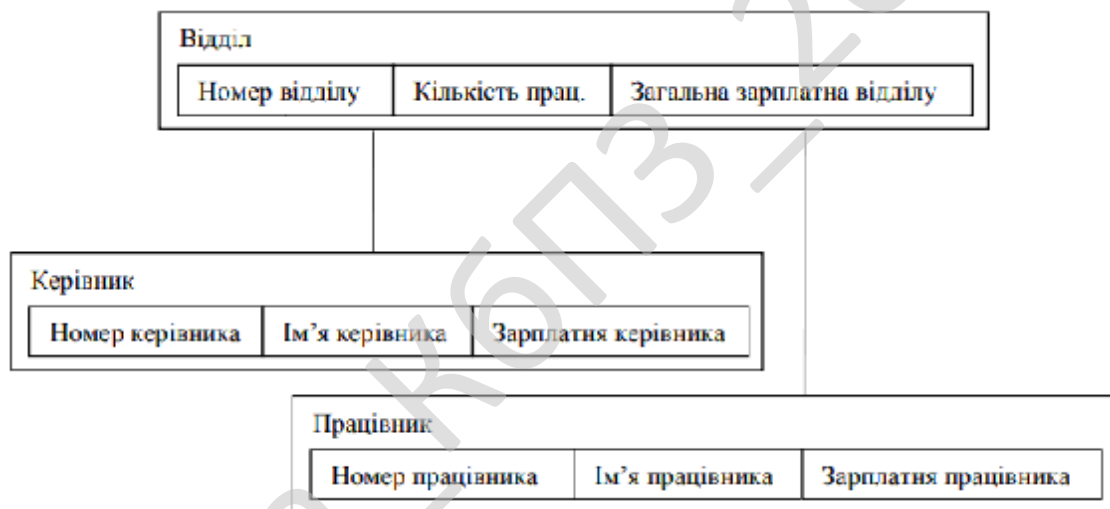 Відділ
Номер відділу Кількість прац. Загальна зарплатна відділу
Керівник
Номер керівника Ім’я керівника Зарплатня керівника
Працівник
Номер працівника Ім’я працівника Зарплатня працівника
_КбПЗ_2